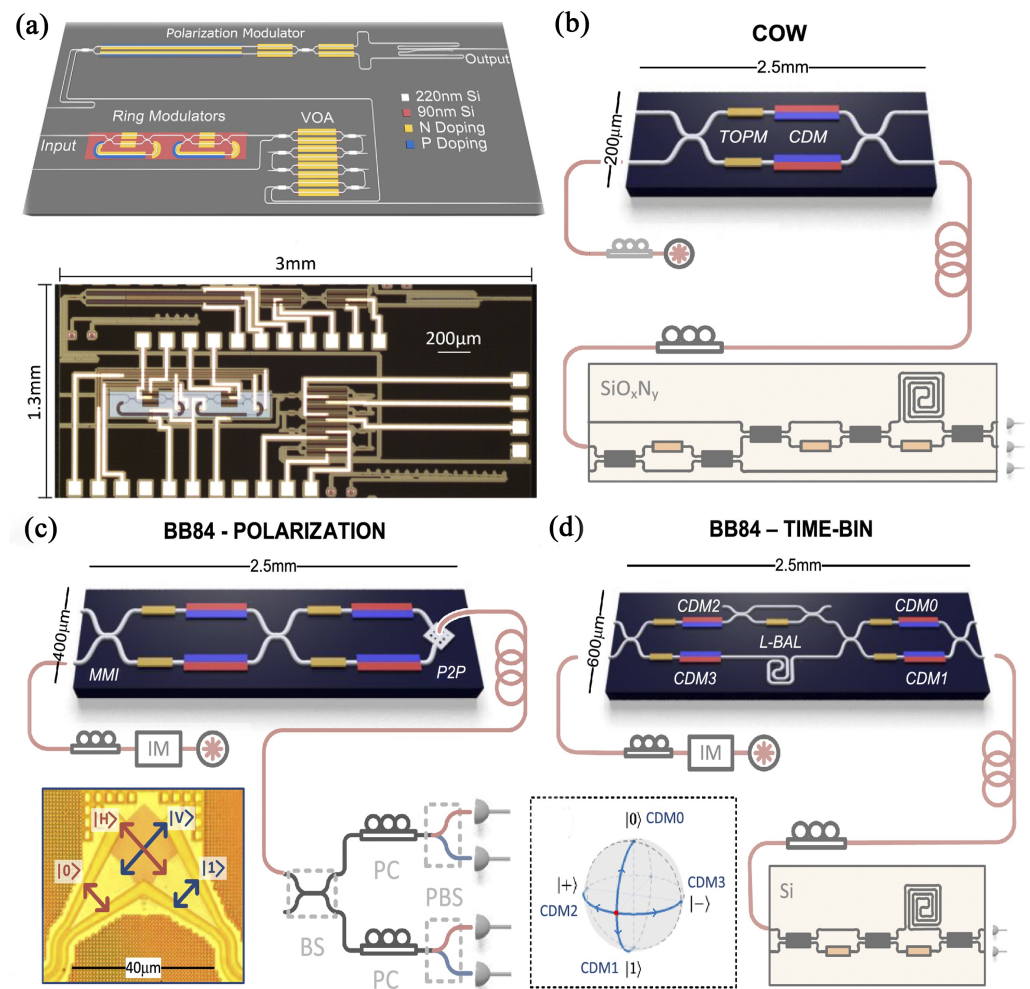 (a)
Polarization Modulator
Output
220nm Si
90nm Si
N Doping
P Doping
Ring Modulators
VOA
Input
3mm
1.3mm
200μm
(b)
COW
2.5mm
200μm
TOPM
CDM
SiOxNy
(c)
BB84 - POLARIZATION
2.5mm
400μm
MMI
P2P
IM
|H⟩
|V⟩
|0⟩
|1⟩
40μm
BS
PC
PBS
PC
(d)
BB84 – TIME-BIN
2.5mm
600μm
CDM2
CDM0
L-BAL
CDM3
CDM1
IM
|0⟩ CDM0
|+⟩
CDM2
CDM3
|−⟩
CDM1 |1⟩
Si